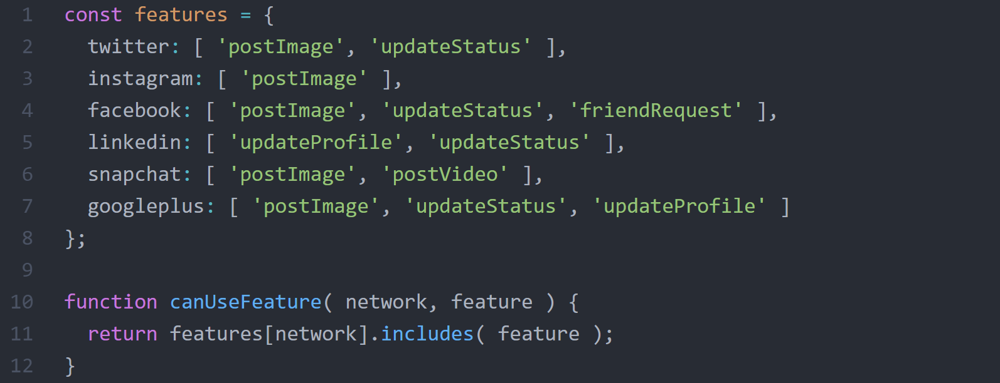 1 const features = {
2 twitter: [ 'postImage', 'updateStatus' ],
3 instagram: [ 'postImage' ],
4 facebook: [ 'postImage', 'updateStatus', 'friendRequest' ],
5 linkedin: [ 'updateProfile', 'updateStatus' ],
6 snapchat: [ 'postImage', 'postVideo' ],
7 googleplus: [ 'postImage', 'updateStatus', 'updateProfile' ]
8 };
9
10 function canUseFeature( network, feature ) {
11 return features[network].includes( feature );
12 }